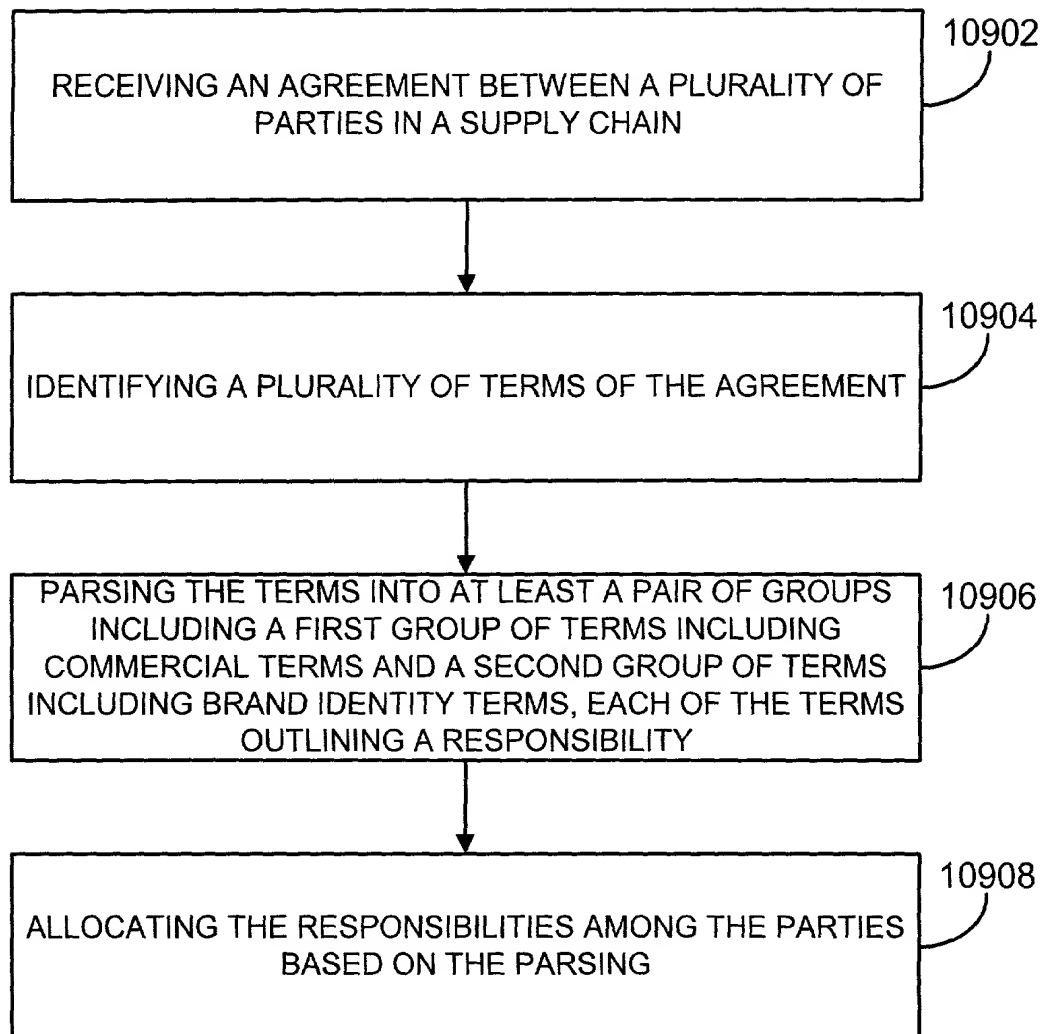 10902
RECEIVING AN AGREEMENT BETWEEN A PLURALITY OF
PARTIES IN A SUPPLY CHAIN
10904
IDENTIFYING A PLURALITY OF TERMS OF THE AGREEMENT
10906
PARSING THE TERMS INTO AT LEAST A PAIR OF GROUPS
INCLUDING A FIRST GROUP OF TERMS INCLUDING
COMMERCIAL TERMS AND A SECOND GROUP OF TERMS
INCLUDING BRAND IDENTITY TERMS, EACH OF THE TERMS
OUTLINING A RESPONSIBILITY
10908
ALLOCATING THE RESPONSIBILITIES AMONG THE PARTIES
BASED ON THE PARSING